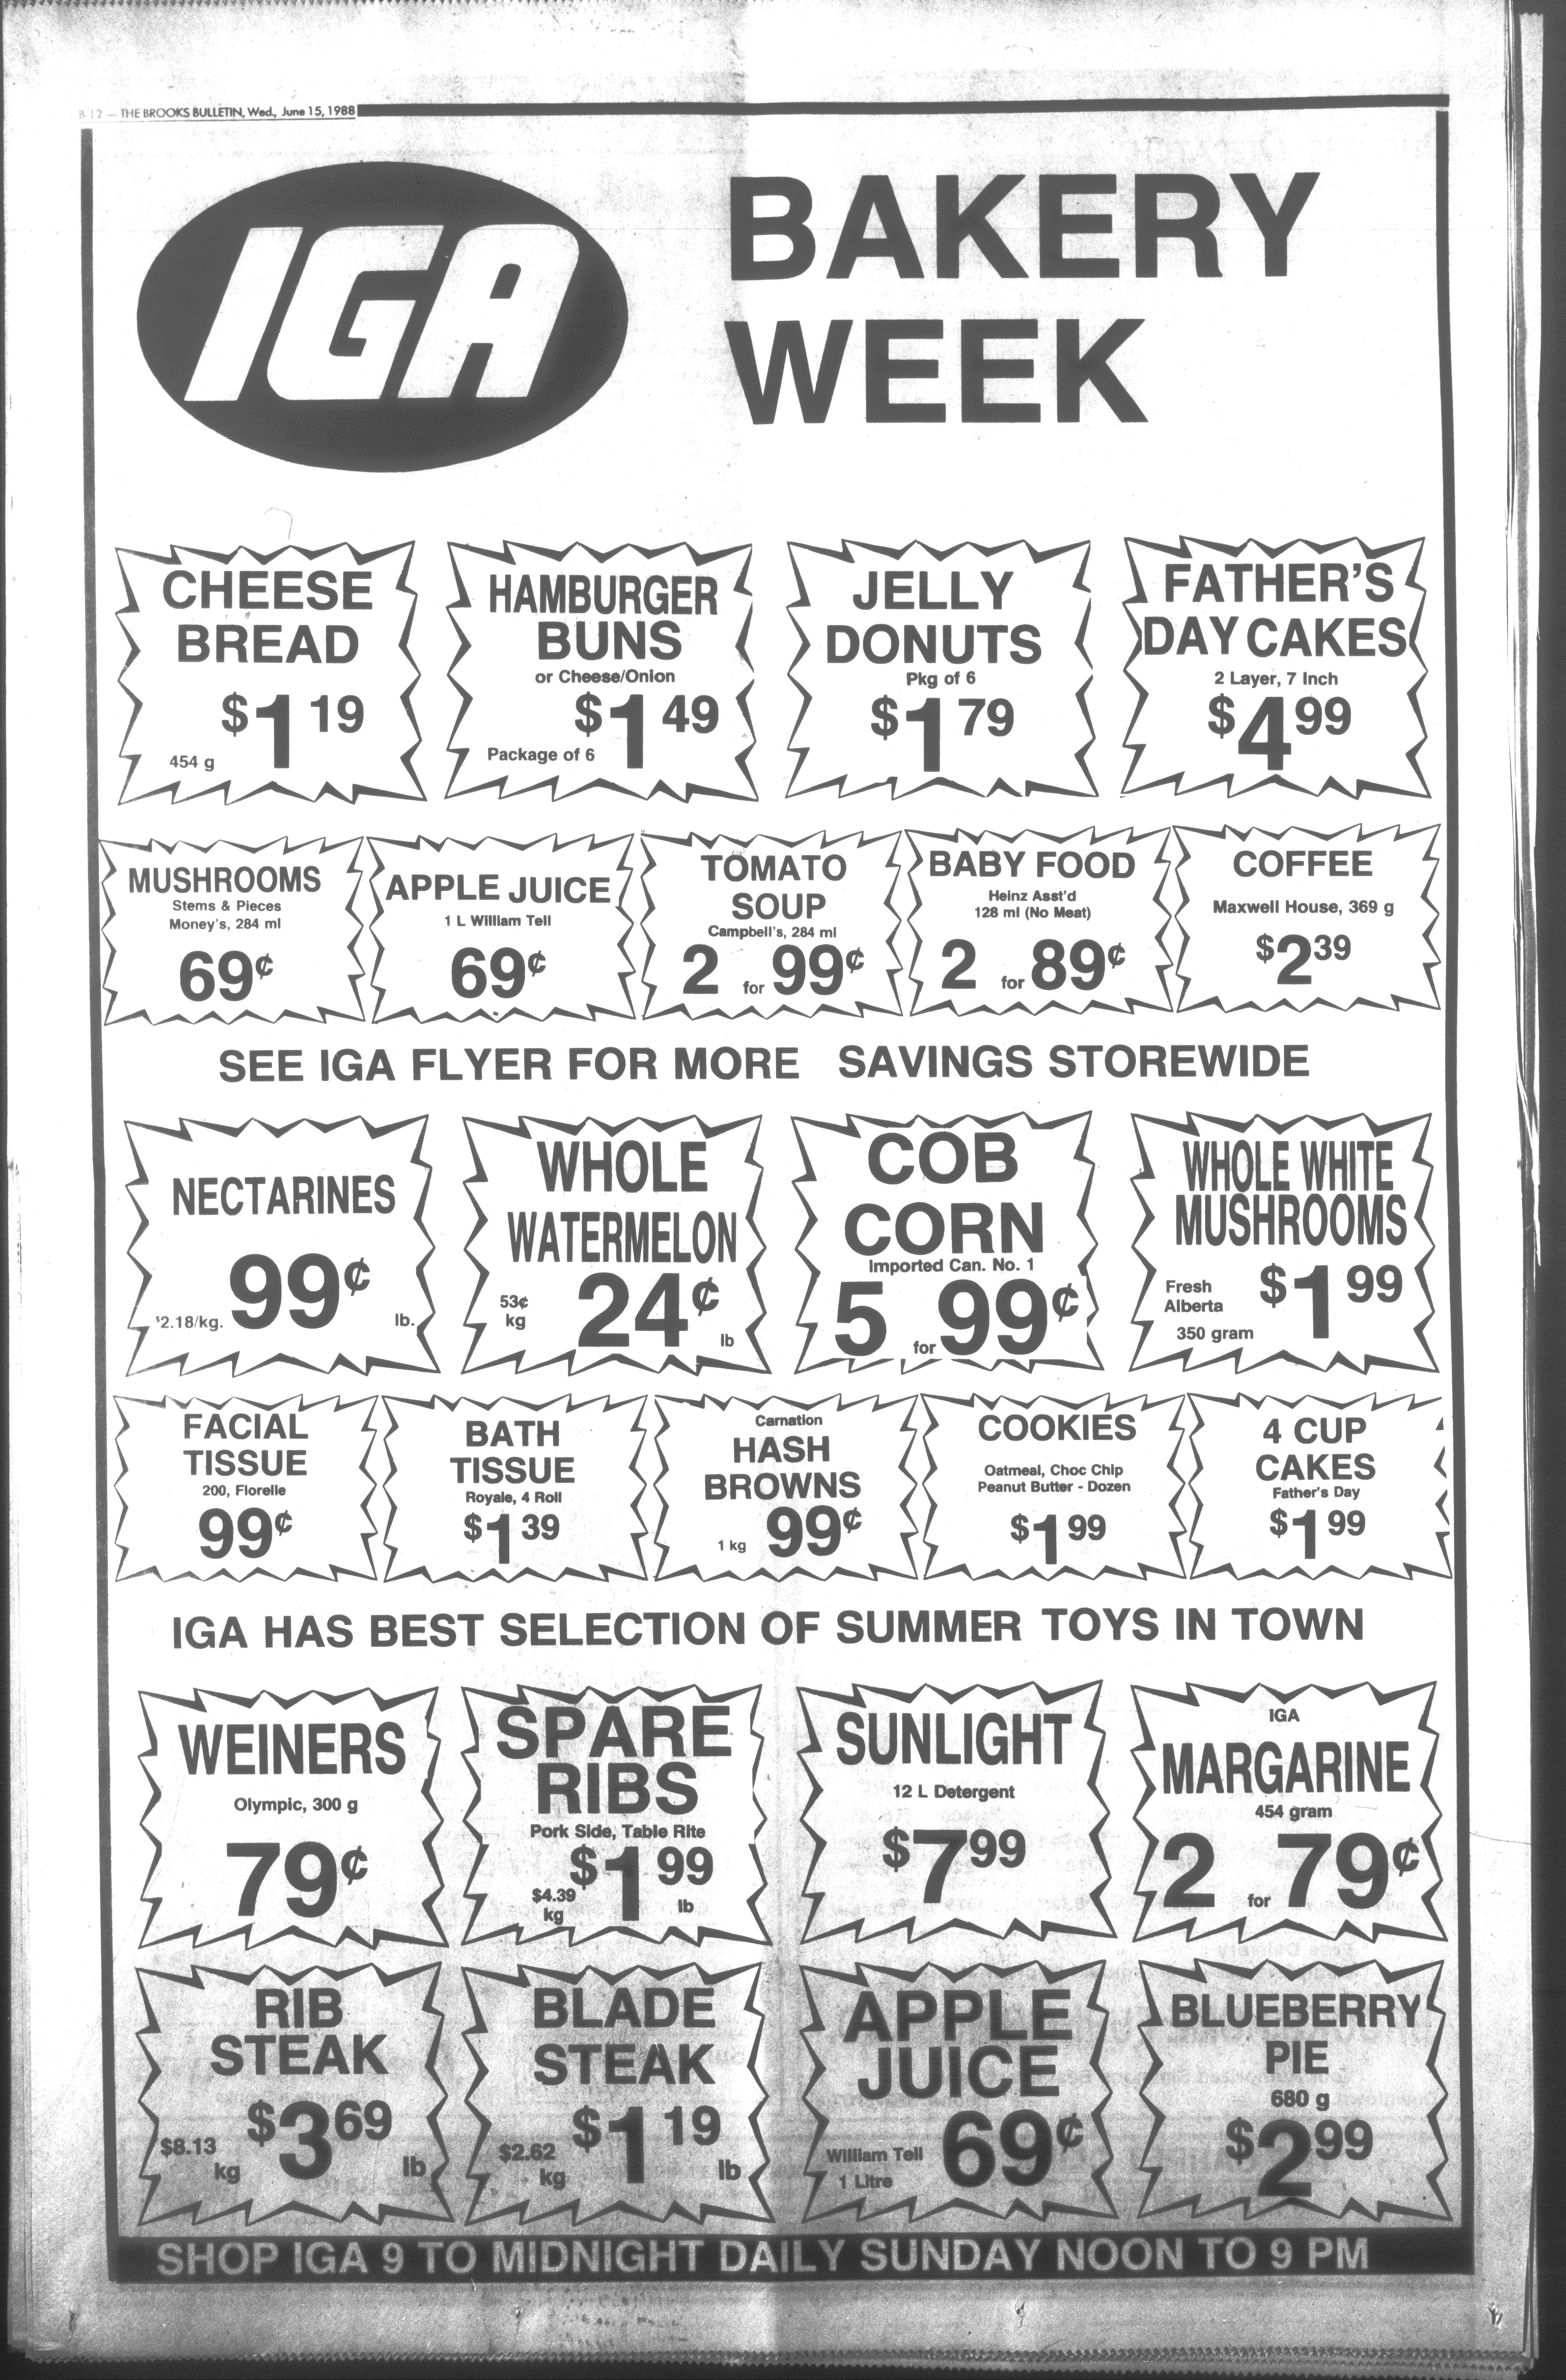 B 12 — THE BROOKS BULLETIN, Wed., June 15, 1988
IGA
BAKERY
WEEK
CHEESE
BREAD
$1 19
454 g
HAMBURGER
BUNS
or Cheese/Onion
$1 49
Package of 6
JELLY
DONUTS
Pkg of 6
$1 79
FATHER'S
DAY CAKES
2 Layer, 7 Inch
$4 99
MUSHROOMS
Stems & Pieces
Money's, 284 ml
69¢
APPLE JUICE
1 L William Tell
69¢
TOMATO
SOUP
Campbell's, 284 ml
2 for 99¢
BABY FOOD
Heinz Asst'd
128 ml (No Meat)
2 for 89¢
COFFEE
Maxwell House, 369 g
$2 39
SEE IGA FLYER FOR MORE SAVINGS STOREWIDE
NECTARINES
$2.18/kg. 99¢ lb.
WHOLE
WATERMELON
53¢
kg
24¢ lb
COB
CORN
Imported Can. No. 1
5 for 99¢
WHOLE WHITE
MUSHROOMS
Fresh
Alberta
350 gram
$1 99
FACIAL
TISSUE
200, Florelle
99¢
BATH
TISSUE
Royale, 4 Roll
$1 39
Carnation
HASH
BROWNS
1 kg 99¢
COOKIES
Oatmeal, Choc Chip
Peanut Butter - Dozen
$1 99
4 CUP
CAKES
Father's Day
$1 99
IGA HAS BEST SELECTION OF SUMMER TOYS IN TOWN
WEINERS
Olympic, 300 g
79¢
SPARE
RIBS
Pork Side, Table Rite
$4.39
kg
$1 99
lb
SUNLIGHT
12 L Detergent
$7 99
IGA
MARGARINE
454 gram
2 for 79¢
RIB
STEAK
$8.13
kg
$3 69
lb
BLADE
STEAK
$2.62
kg
$1 19
lb
APPLE
JUICE
William Tell
1 Litre
69¢
BLUEBERRY
PIE
680 g
$2 99
SHOP IGA 9 TO MIDNIGHT DAILY SUNDAY NOON TO 9 PM